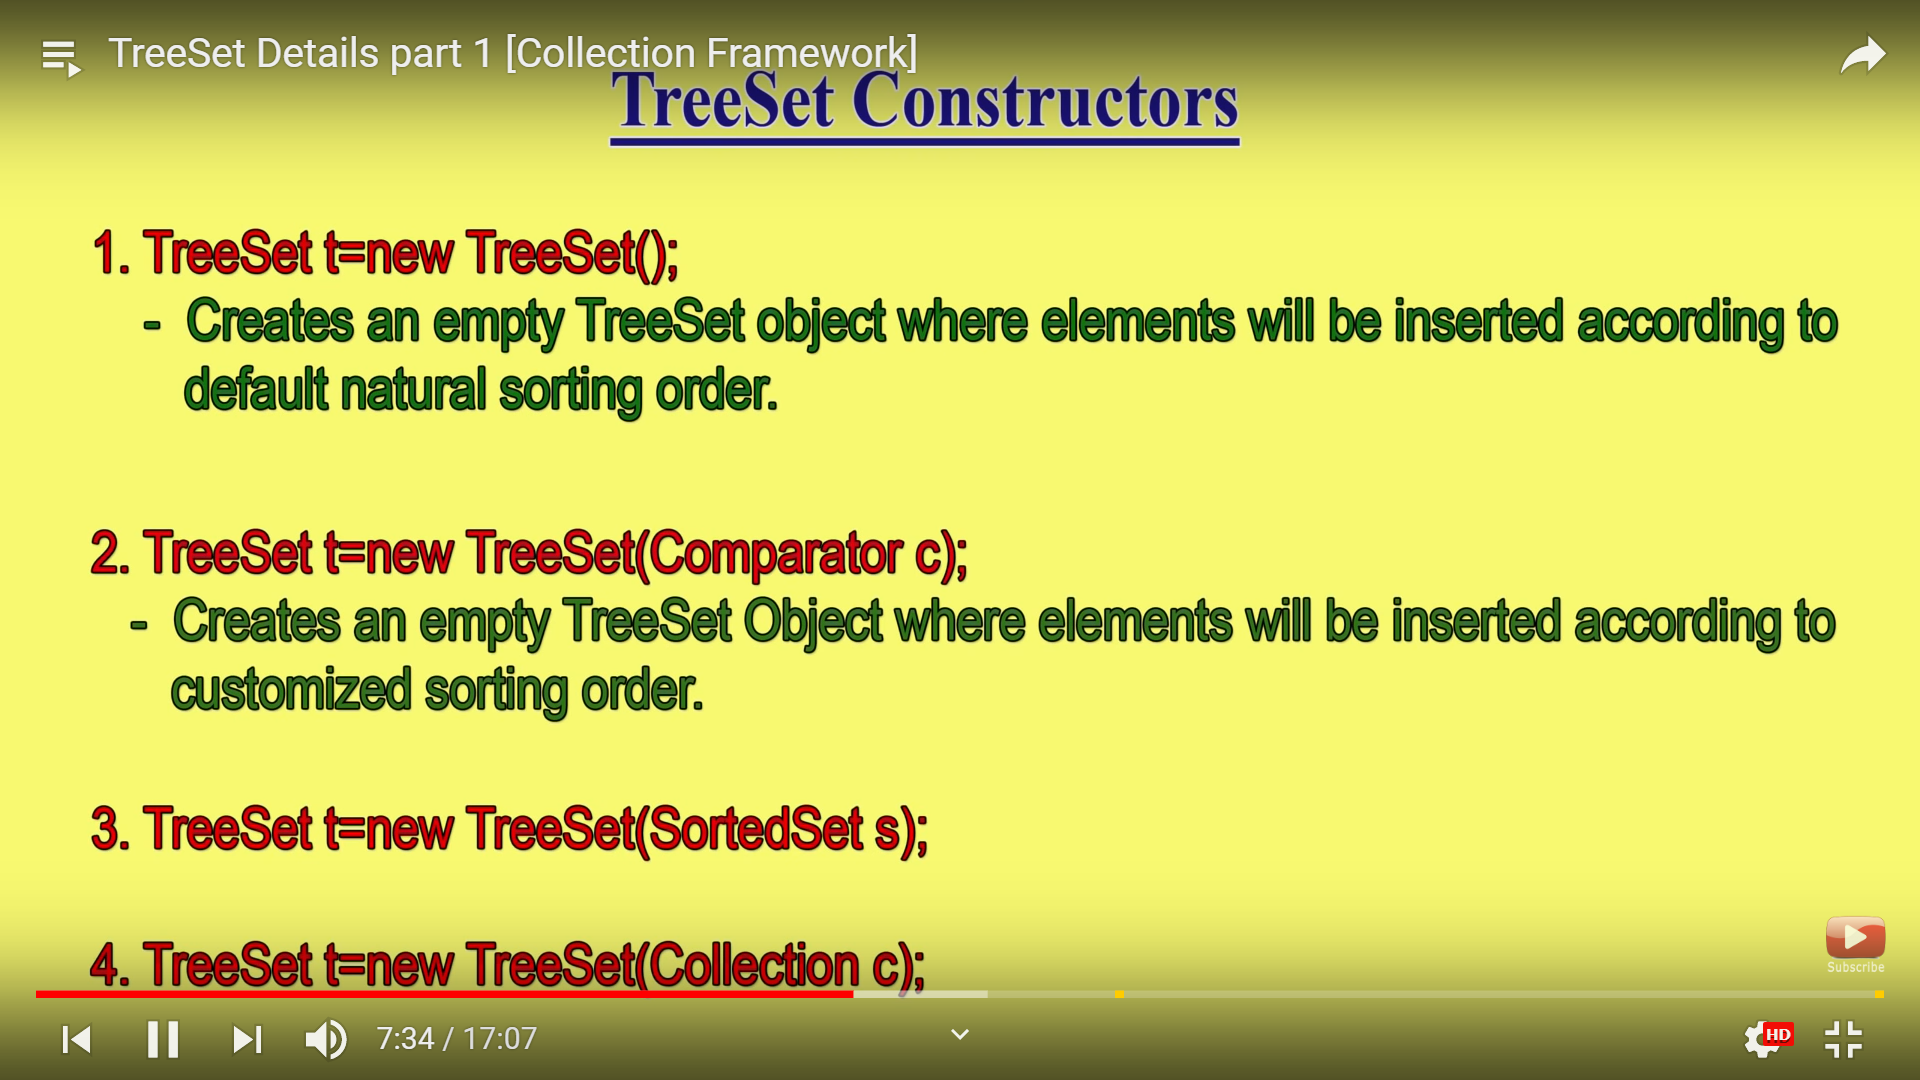 TreeSet Details part 1 [Collection Framework]
TreeSet Constructors
1. TreeSet t=new TreeSet();
- Creates an empty TreeSet object where elements will be inserted according to
default natural sorting order.
2. TreeSet t=new TreeSet(Comparator c);
- Creates an empty TreeSet Object where elements will be inserted according to
customized sorting order.
3. TreeSet t=new TreeSet(SortedSet s);
4. TreeSet t=new TreeSet(Collection c);
Subscribe
7:34 / 17:07
HD